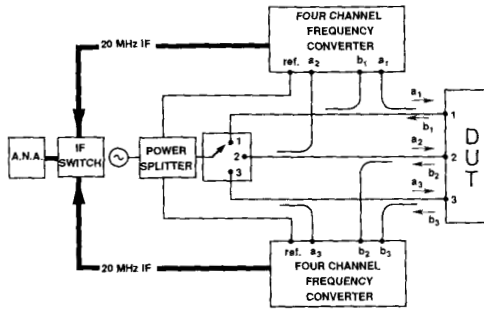 FOUR CHANNEL
FREQUENCY
CONVERTER
20 MHz IF
ref. a₂ b₁ a₁
a₁
1
b₁
A.N.A.
IF
SWITCH
POWER
SPLITTER
1
2
3
a₂
2
b₂
a₃
3
b₃
D
U
T
ref. a₃ b₂ b₃
20 MHz IF
FOUR CHANNEL
FREQUENCY
CONVERTER